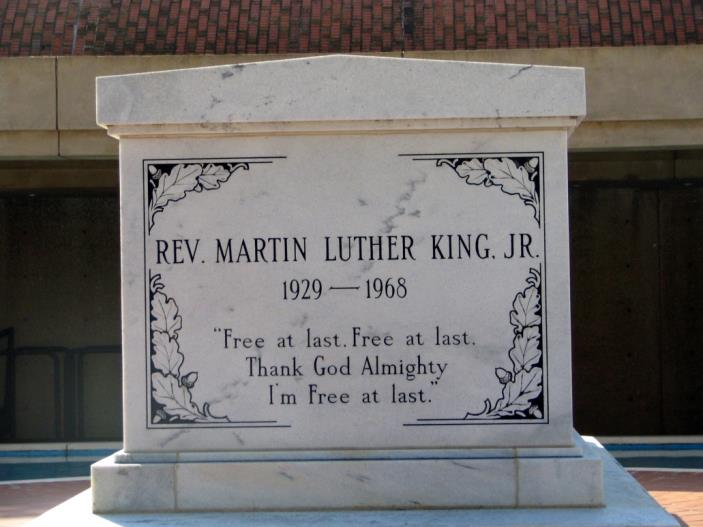 REV. MARTIN LUTHER KING, JR.
1929 — 1968
"Free at last. Free at last.
Thank God Almighty
I'm Free at last."